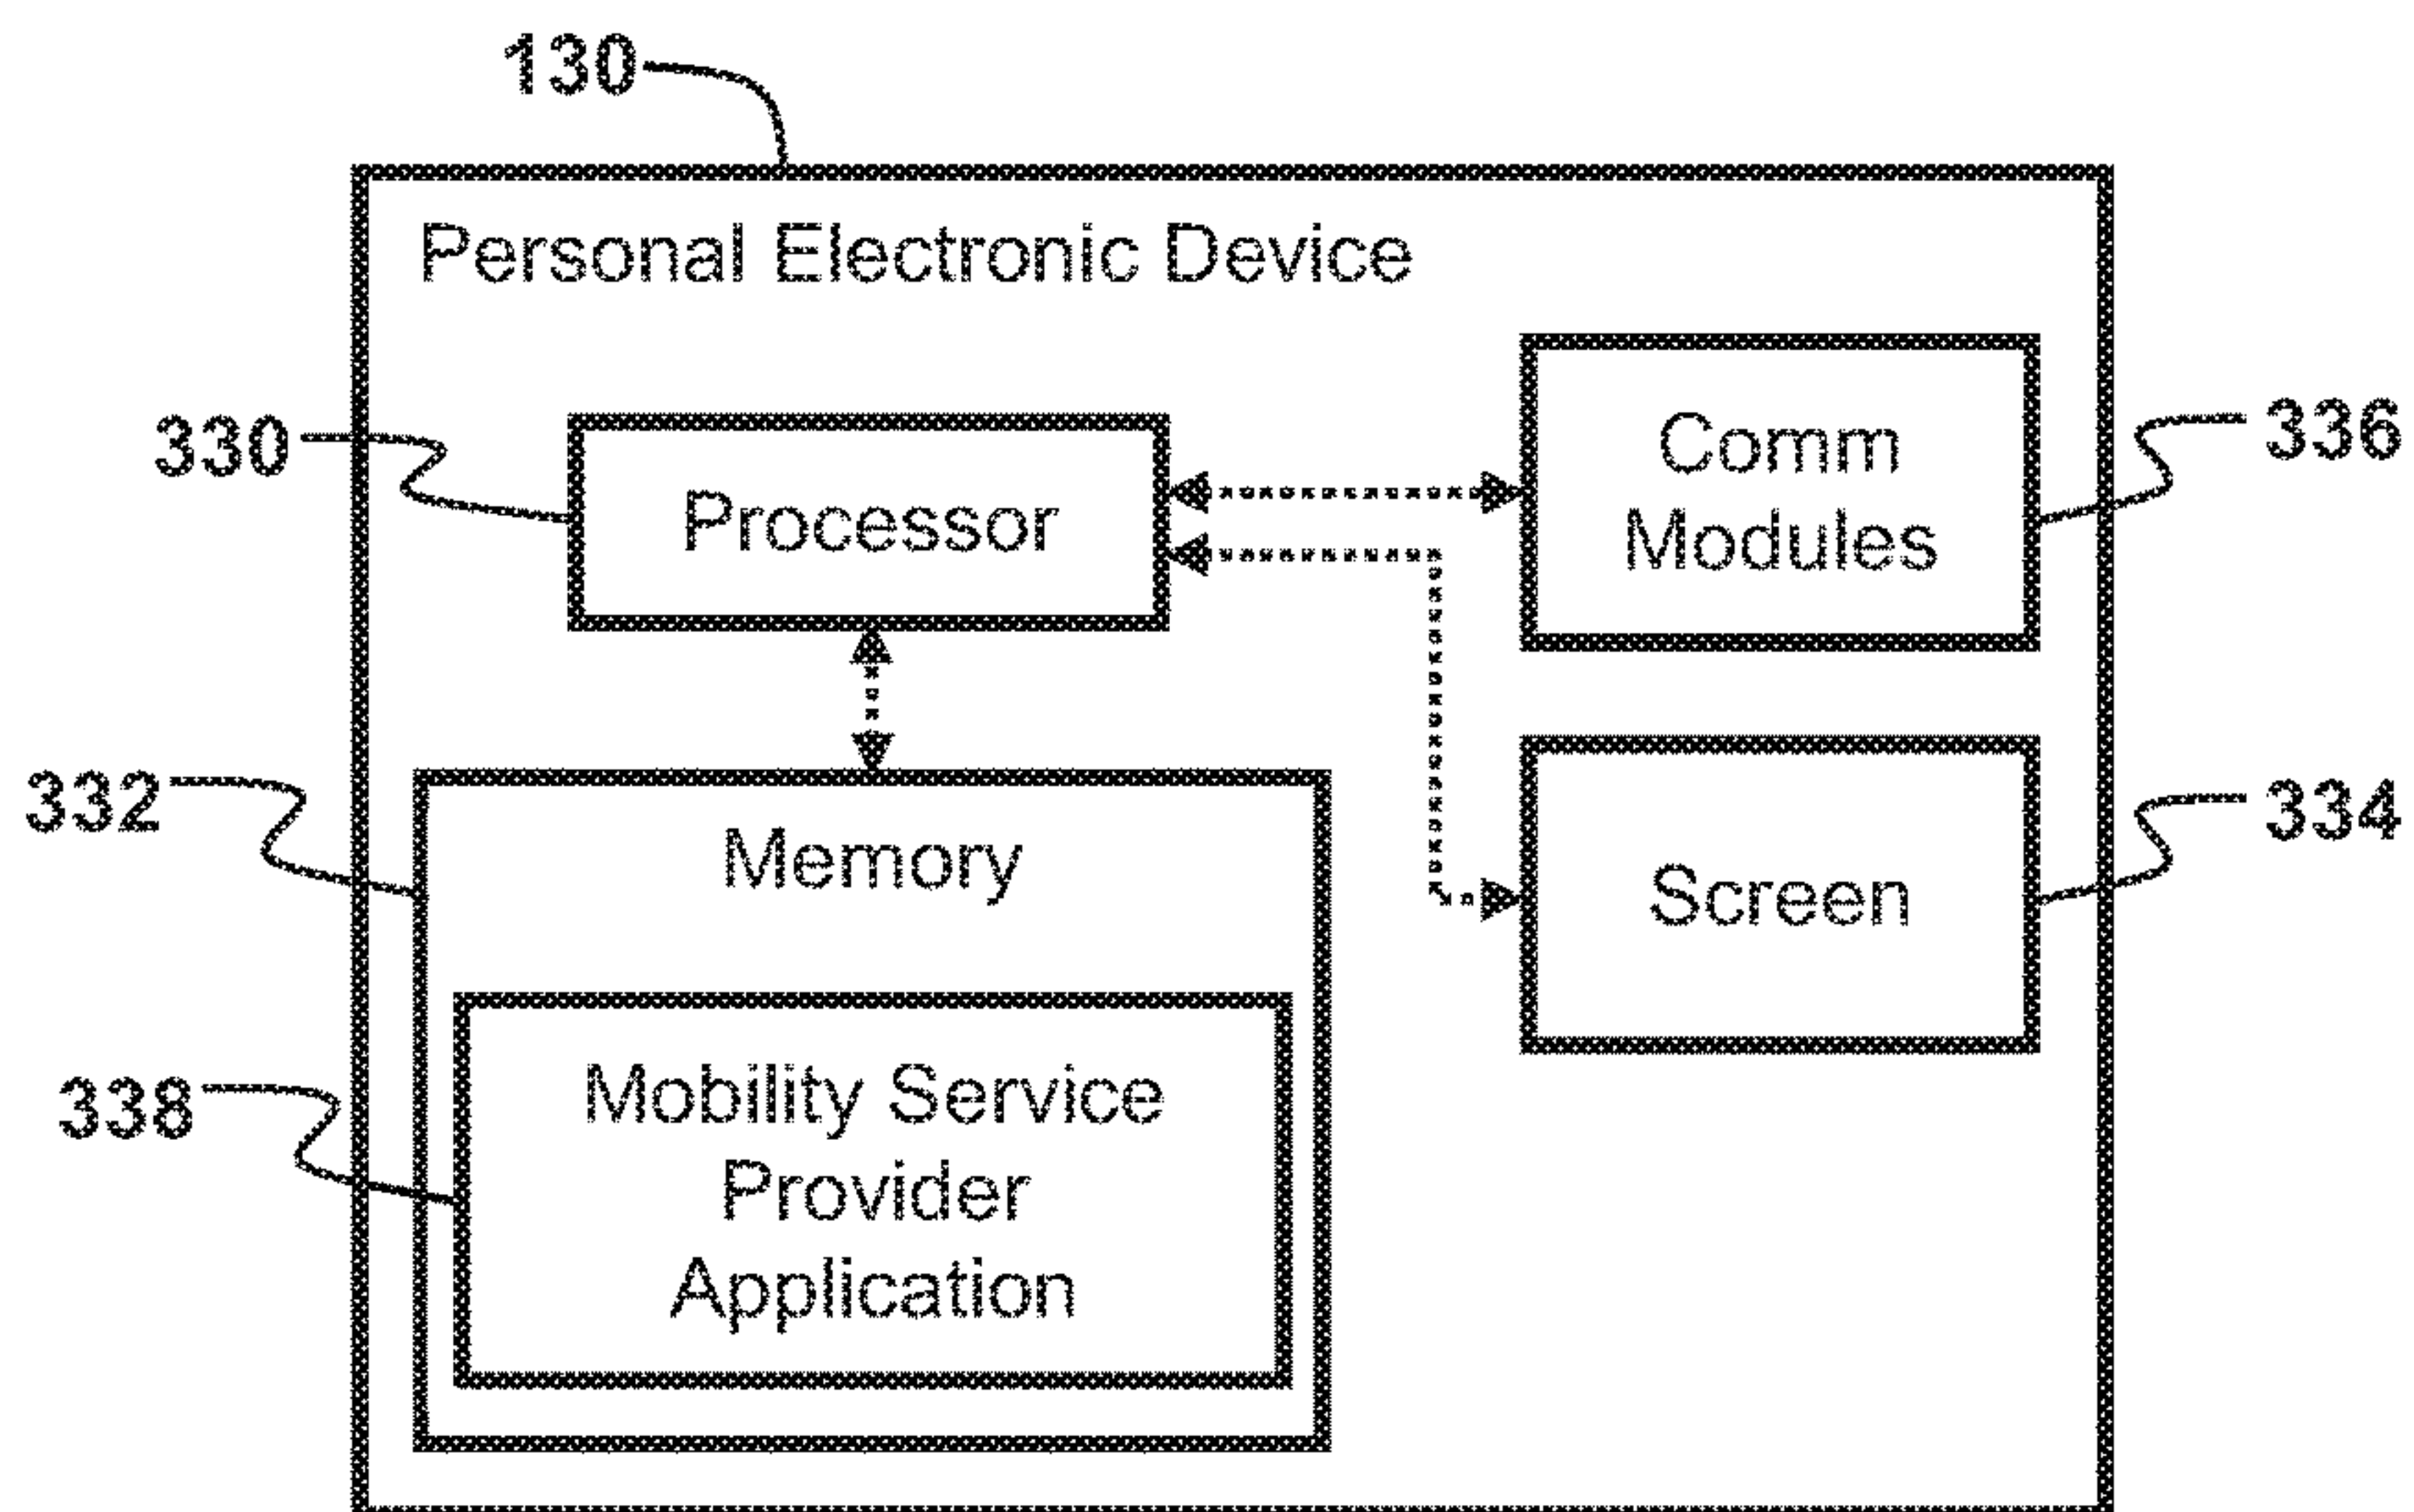 130
Personal Electronic Device
330
Processor
Comm
Modules
336
332
Memory
Screen
334
338
Mobility Service
Provider
Application